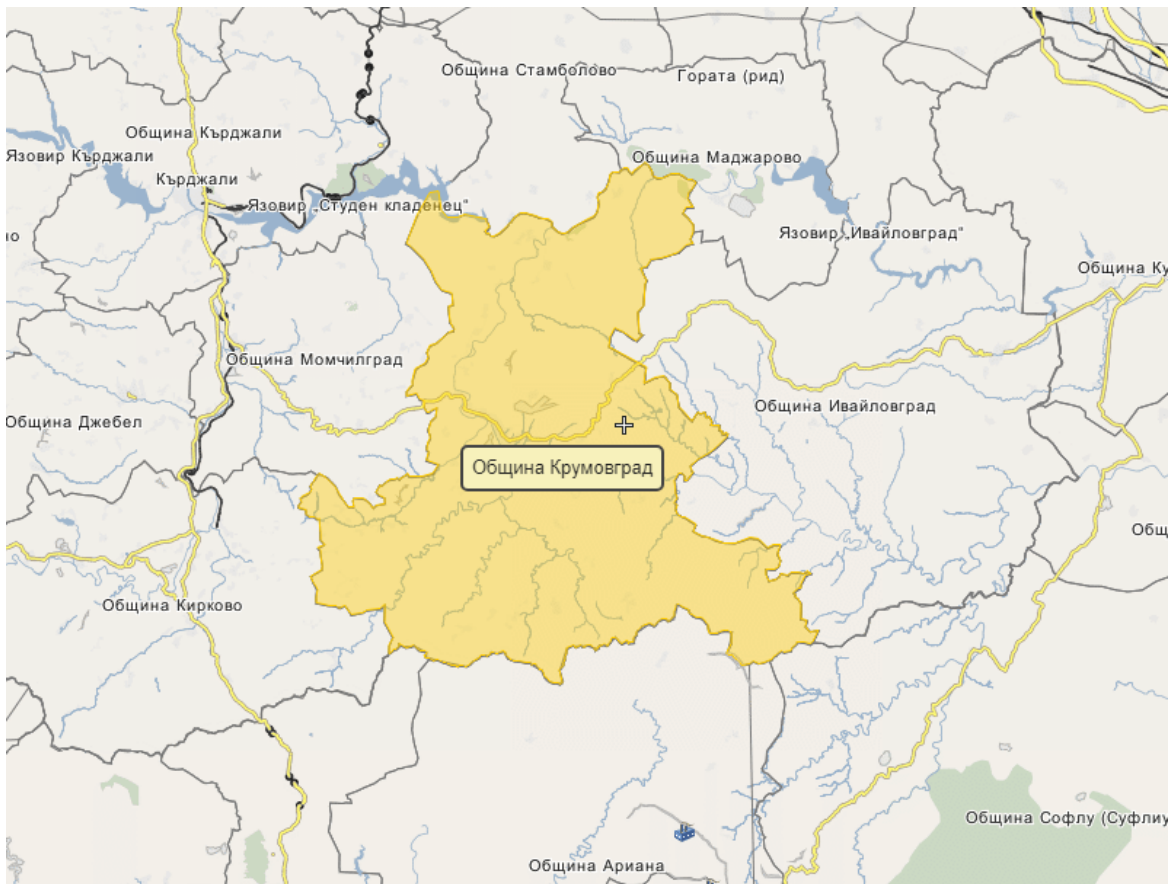 Община Стамболово
Гората (рид)
Община Кърджали
Язовир Кърджали
Община Маджарово
Кърджали
Язовир „Студен кладенец“
но
Язовир „Ивайловград“
Община Ку
Община Момчилград
Община Ивайловград
Община Джебел
Община Крумовград
Общ
Община Кирково
Община Софлу (Суфлиу
Община Ариана